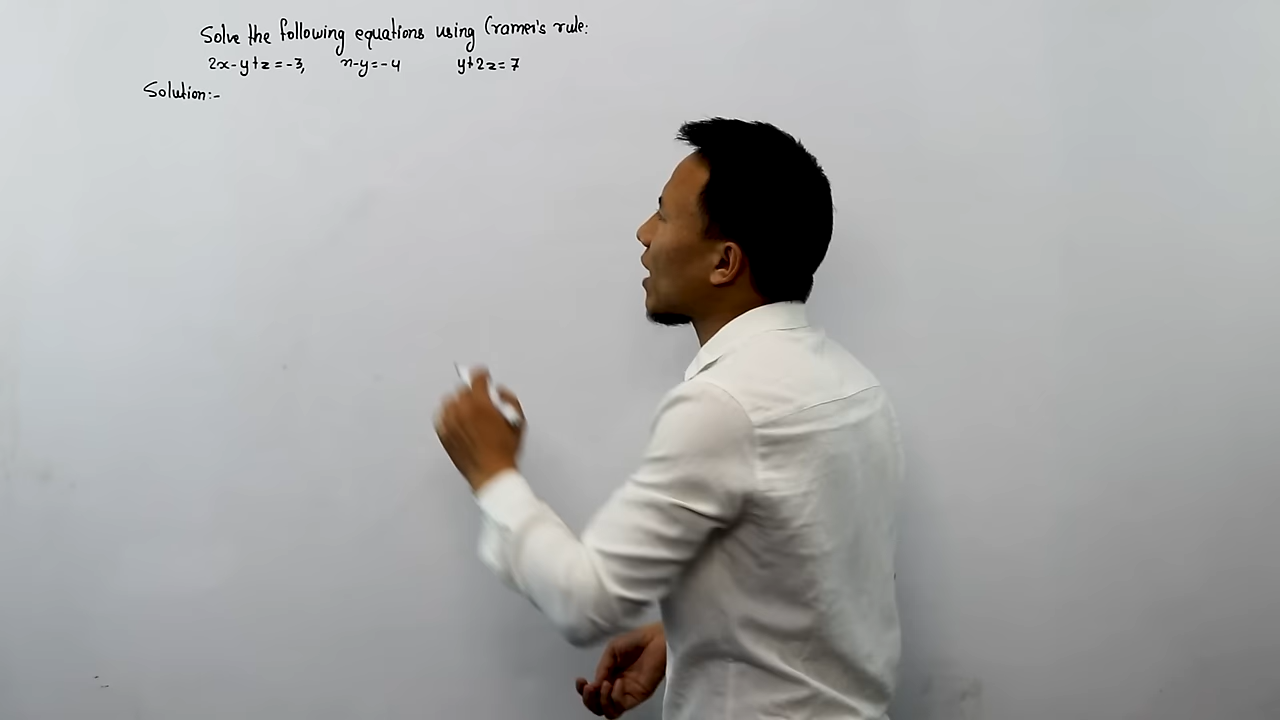 Solve the following equations using Cramer's rule:
2x-y+z=-3, x-y=-4 y+2z=7
Solution:-